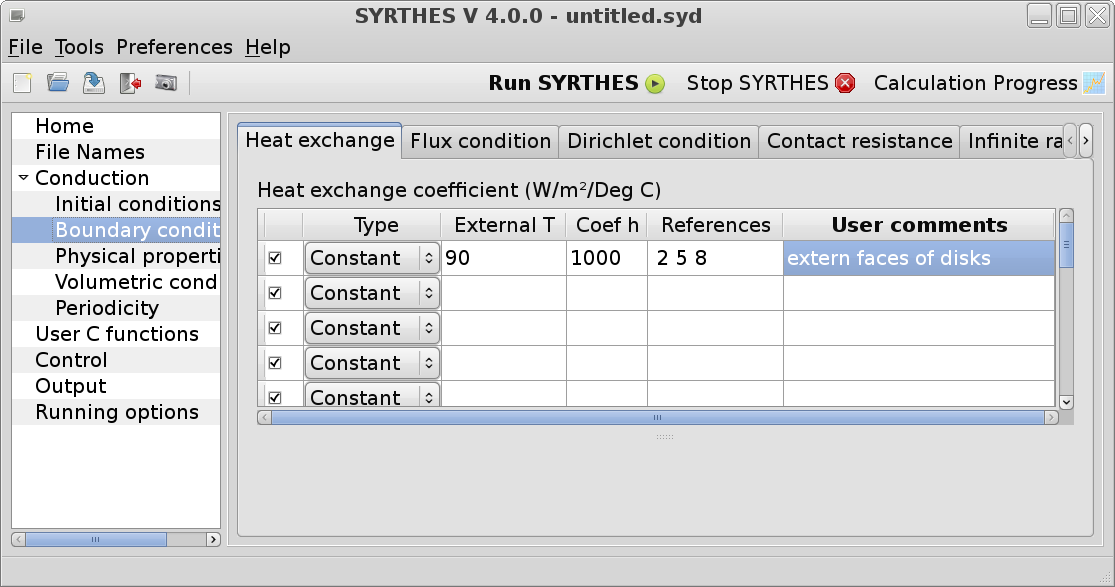 SYRTHES V 4.0.0 - untitled.syd
File Tools Preferences Help
Run SYRTHES Stop SYRTHES Calculation Progress
Home
File Names
Conduction
Initial conditions
Boundary condit
Physical properti
Volumetric cond
Periodicity
User C functions
Control
Output
Running options
Heat exchange Flux condition Dirichlet condition Contact resistance Infinite ra
Heat exchange coefficient (W/m²/Deg C)
Type External T Coef h References User comments
Constant 90 1000 2 5 8 extern faces of disks
Constant
Constant
Constant
Constant